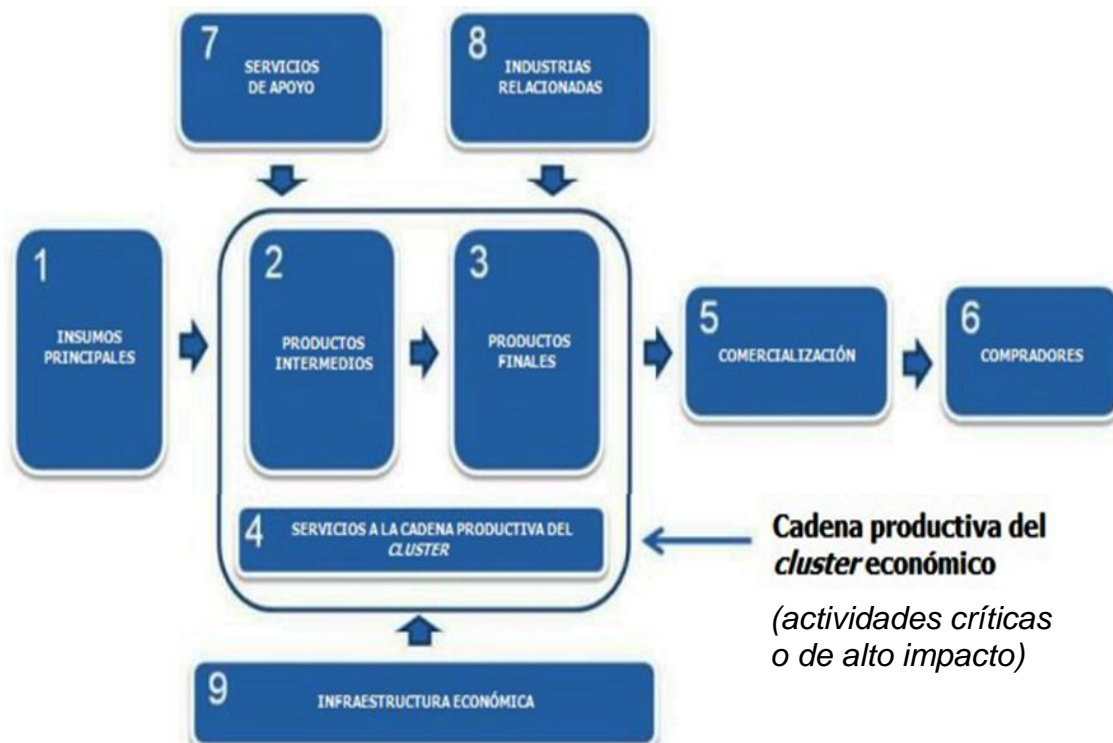 7
SERVICIOS
DE APOYO
8
INDUSTRIAS
RELACIONADAS
1
INSUMOS
PRINCIPALES
2
PRODUCTOS
INTERMEDIOS
3
PRODUCTOS
FINALES
5
COMERCIALIZACIÓN
6
COMPRADORES
4
SERVICIOS A LA CADENA PRODUCTIVA DEL
CLUSTER
Cadena productiva del
cluster económico
(actividades críticas
o de alto impacto)
9
INFRAESTRUCTURA ECONÓMICA